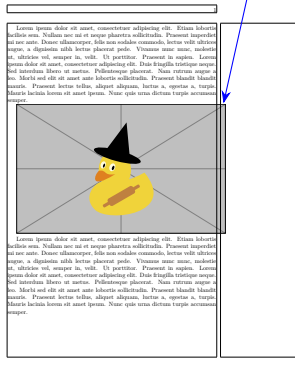 1
Lorem ipsum dolor sit amet, consectetuer adipiscing elit. Etiam lobortis
facilisis sem. Nullam nec mi et neque pharetra sollicitudin. Praesent imperdiet
mi nec ante. Donec ullamcorper, felis non sodales commodo, lectus velit ultrices
augue, a dignissim nibh lectus placerat pede. Vivamus nunc nunc, molestie
ut, ultricies vel, semper in, velit. Ut porttitor. Praesent in sapien. Lorem
ipsum dolor sit amet, consectetuer adipiscing elit. Duis fringilla tristique neque.
Sed interdum libero ut metus. Pellentesque placerat. Nam rutrum augue a
leo. Morbi sed elit sit amet ante lobortis sollicitudin. Praesent blandit blandit
mauris. Praesent lectus tellus, aliquet aliquam, luctus a, egestas a, turpis.
Mauris lacinia lorem sit amet ipsum. Nunc quis urna dictum turpis accumsan
semper.
Lorem ipsum dolor sit amet, consectetuer adipiscing elit. Etiam lobortis
facilisis sem. Nullam nec mi et neque pharetra sollicitudin. Praesent imperdiet
mi nec ante. Donec ullamcorper, felis non sodales commodo, lectus velit ultrices
augue, a dignissim nibh lectus placerat pede. Vivamus nunc nunc, molestie
ut, ultricies vel, semper in, velit. Ut porttitor. Praesent in sapien. Lorem
ipsum dolor sit amet, consectetuer adipiscing elit. Duis fringilla tristique neque.
Sed interdum libero ut metus. Pellentesque placerat. Nam rutrum augue a
leo. Morbi sed elit sit amet ante lobortis sollicitudin. Praesent blandit blandit
mauris. Praesent lectus tellus, aliquet aliquam, luctus a, egestas a, turpis.
Mauris lacinia lorem sit amet ipsum. Nunc quis urna dictum turpis accumsan
semper.